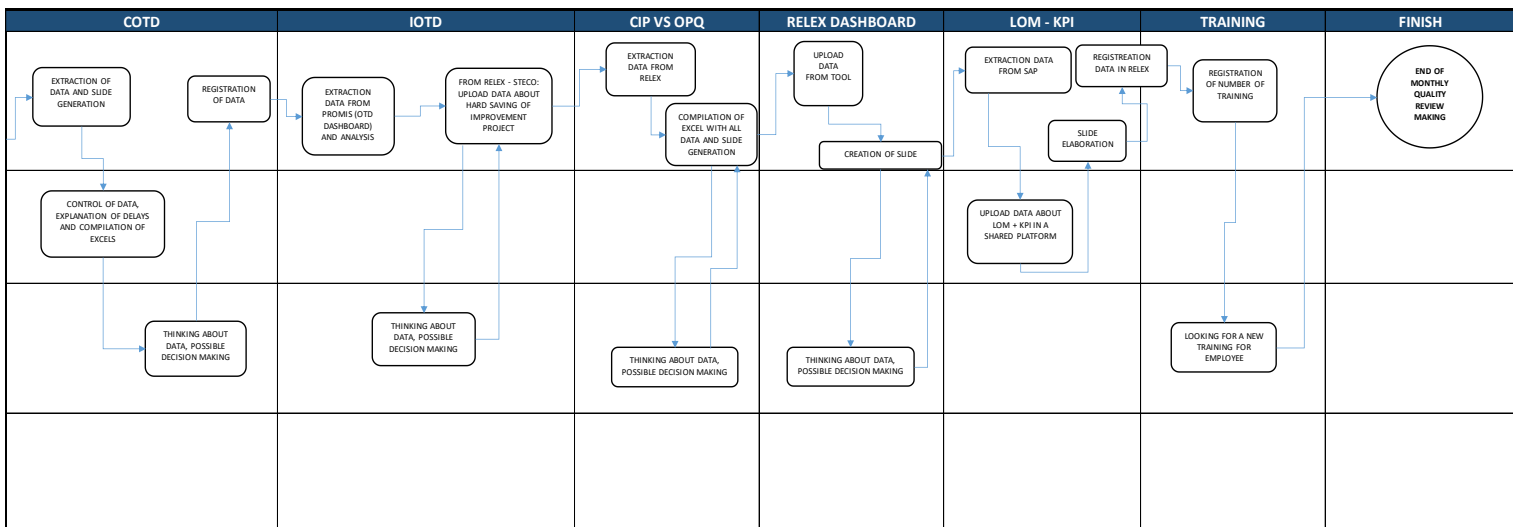 COTD
IOTD
CIP VS OPQ
RELEX DASHBOARD
LOM - KPI
TRAINING
FINISH
EXTRACTION OF
DATA AND SLIDE
GENERATION
REGISTRATION
OF DATA
CONTROL OF DATA,
EXPLANATION OF DELAYS
AND COMPILATION OF
EXCELS
THINKING ABOUT
DATA, POSSIBLE
DECISION MAKING
EXTRACTION
DATA FROM
PROMIS (OTD
DASHBOARD)
AND ANALYSIS
FROM RELEX - STECO:
UPLOAD DATA ABOUT
HARD SAVING OF
IMPROVEMENT
PROJECT
THINKING ABOUT
DATA, POSSIBLE
DECISION MAKING
EXTRACTION
DATA FROM
RELEX
COMPILATION OF
EXCEL WITH ALL
DATA AND SLIDE
GENERATION
THINKING ABOUT DATA,
POSSIBLE DECISION MAKING
UPLOAD
DATA
FROM TOOL
CREATION OF SLIDE
THINKING ABOUT DATA,
POSSIBLE DECISION MAKING
EXTRACTION DATA
FROM SAP
UPLOAD DATA ABOUT
LOM + KPI IN A
SHARED PLATFORM
SLIDE
ELABORATION
REGISTREATION
DATA IN RELEX
REGISTRATION
OF NUMBER OF
TRAINING
LOOKING FOR A NEW
TRAINING FOR
EMPLOYEE
END OF
MONTHLY
QUALITY
REVIEW
MAKING